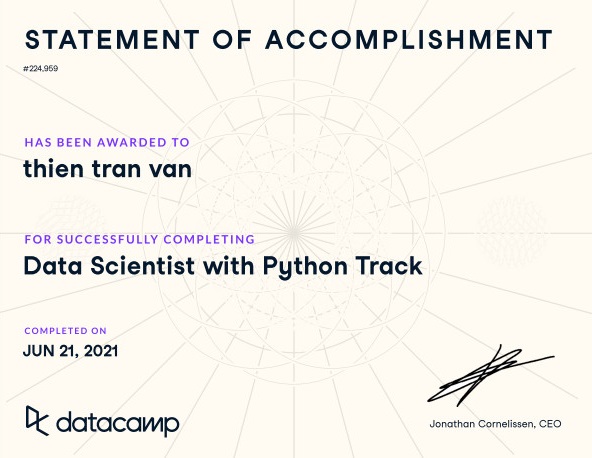 STATEMENT OF ACCOMPLISHMENT
#224,959
HAS BEEN AWARDED TO
thien tran van
FOR SUCCESSFULLY COMPLETING
Data Scientist with Python Track
COMPLETED ON
JUN 21, 2021
datacamp
Jonathan Cornelissen, CEO